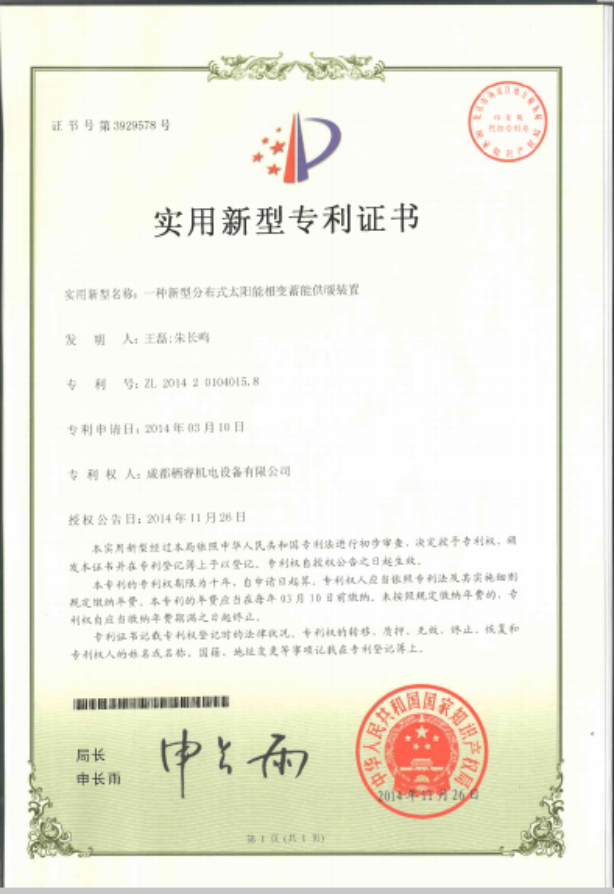 证书号第3929578号
实用新型专利证书
实用新型名称：一种新型分布式太阳能相变蓄能供暖装置
发明人：王磊;朱长鸣
专利号：ZL 2014 2 0104015.8
专利申请日：2014年03月10日
专利权人：成都硒睿机电设备有限公司
授权公告日：2014年11月26日
本实用新型经过本局依照中华人民共和国专利法进行初步审查，决定授予专利权，颁
发本证书并在专利登记簿上予以登记。专利权自授权公告之日起生效。
本专利的专利权期限为十年，自申请日起算。专利权人应当依照专利法及其实施细则
规定缴纳年费。本专利的年费应当在每年03月10日前缴纳。未按照规定缴纳年费的，专
利权自应当缴纳年费期满之日起终止。
专利证书记载专利权登记时的法律状况。专利权的转移、质押、无效、终止、恢复和
专利权人的姓名或名称、国籍、地址变更等事项记载在专利登记簿上。
局长
申长雨
申长雨
中华人民共和国国家知识产权局
2014年11月26日
第1页(共1页)